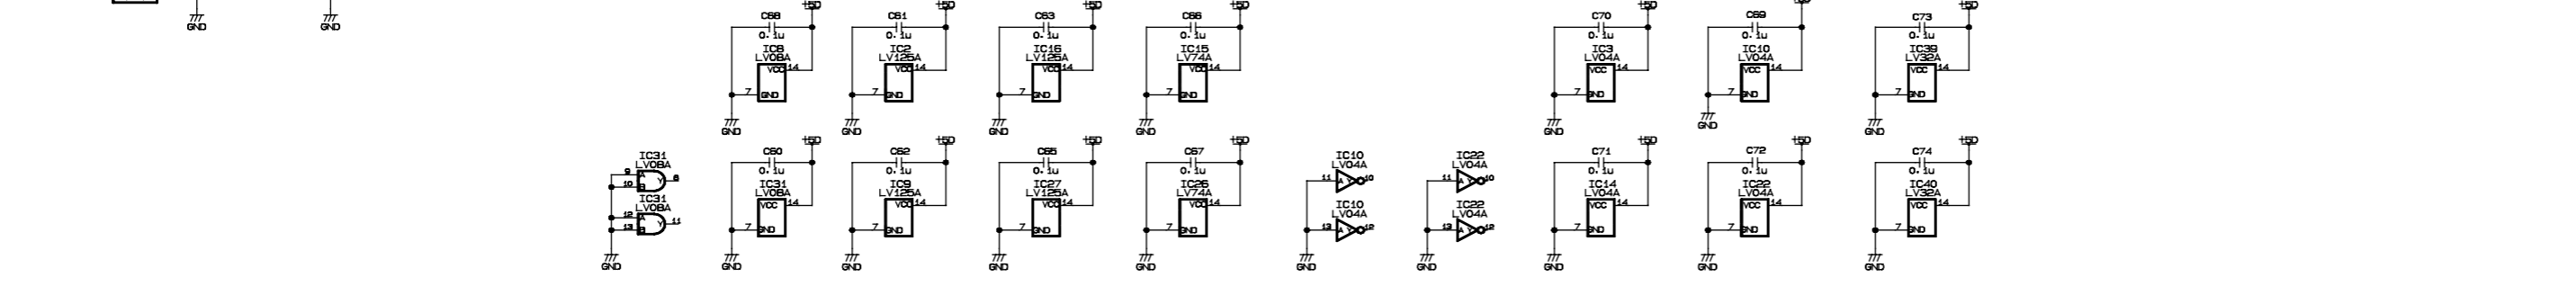 GND GND
+5D +5D +5D +5D +5D +5D +5D
C68 C61 C63 C66 C70 C69 C73
0.1u 0.1u 0.1u 0.1u 0.1u 0.1u 0.1u
IC8 IC2 IC16 IC15 IC3 IC10 IC39
LV08A LV125A LV125A LV74A LV04A LV04A LV32A
VCC 14 VCC 14 VCC 14 VCC 14 VCC 14 VCC 14 VCC 14
7 GND 7 GND 7 GND 7 GND 7 GND 7 GND 7 GND
GND GND GND GND GND GND GND
+5D +5D +5D +5D +5D +5D +5D
C60 C62 C65 C67 C71 C72 C74
IC31 IC10 IC22
LV08A LV04A LV04A
0.1u 0.1u 0.1u 0.1u 0.1u 0.1u 0.1u
9 A Y 8
10 B
11 A Y 10 11 A Y 10
IC31 IC9 IC27 IC26 IC14 IC22 IC40
LV08A LV125A LV125A LV74A LV04A LV04A LV32A
IC31 IC10 IC22
LV08A LV04A LV04A
VCC 14 VCC 14 VCC 14 VCC 14 VCC 14 VCC 14 VCC 14
12 A Y 11
13 B
7 GND 7 GND 7 GND 7 GND 13 A Y 12 13 A Y 12 7 GND 7 GND 7 GND
GND GND GND GND GND GND GND GND GND GND